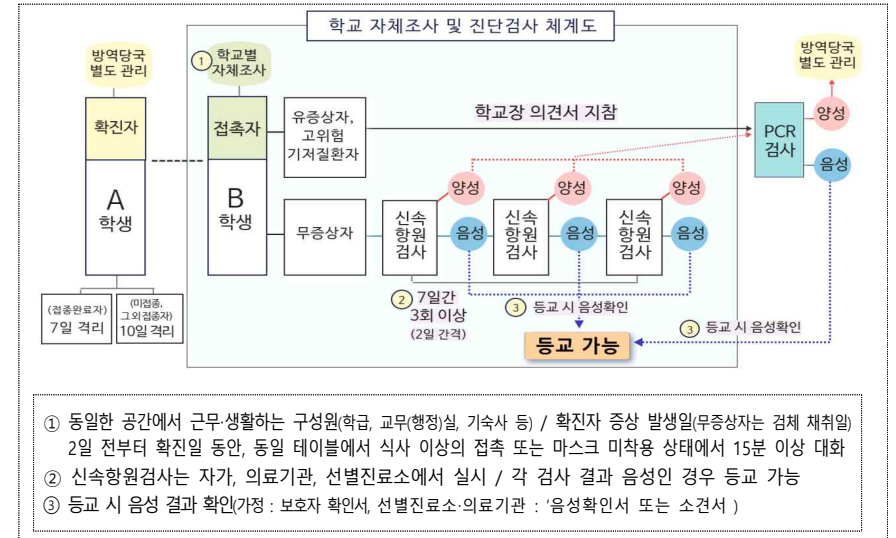 학교 자체조사 및 진단검사 체계도
방역당국
별도 관리
확진자
A
학생
(접종완료자)
7일 격리
(미접종,
그외접종자)
10일 격리
① 학교별
자체조사
접촉자
B
학생
유증상자,
고위험
기저질환자
학교장 의견서 지참
무증상자
신속
항원
검사
양성
음성
신속
항원
검사
양성
음성
신속
항원
검사
양성
음성
② 7일간
3회 이상
(2일 간격)
③ 등교 시 음성확인
등교 가능
PCR
검사
방역당국
별도 관리
양성
음성
③ 등교 시 음성확인
① 동일한 공간에서 근무·생활하는 구성원(학급, 교무(행정)실, 기숙사 등) / 확진자 증상 발생일(무증상자는 검체 채취일)
2일 전부터 확진일 동안, 동일 테이블에서 식사 이상의 접촉 또는 마스크 미착용 상태에서 15분 이상 대화
② 신속항원검사는 자가, 의료기관, 선별진료소에서 실시 / 각 검사 결과 음성인 경우 등교 가능
③ 등교 시 음성 결과 확인(가정 : 보호자 확인서, 선별진료소·의료기관 : ‘음성확인서 또는 소견서 )